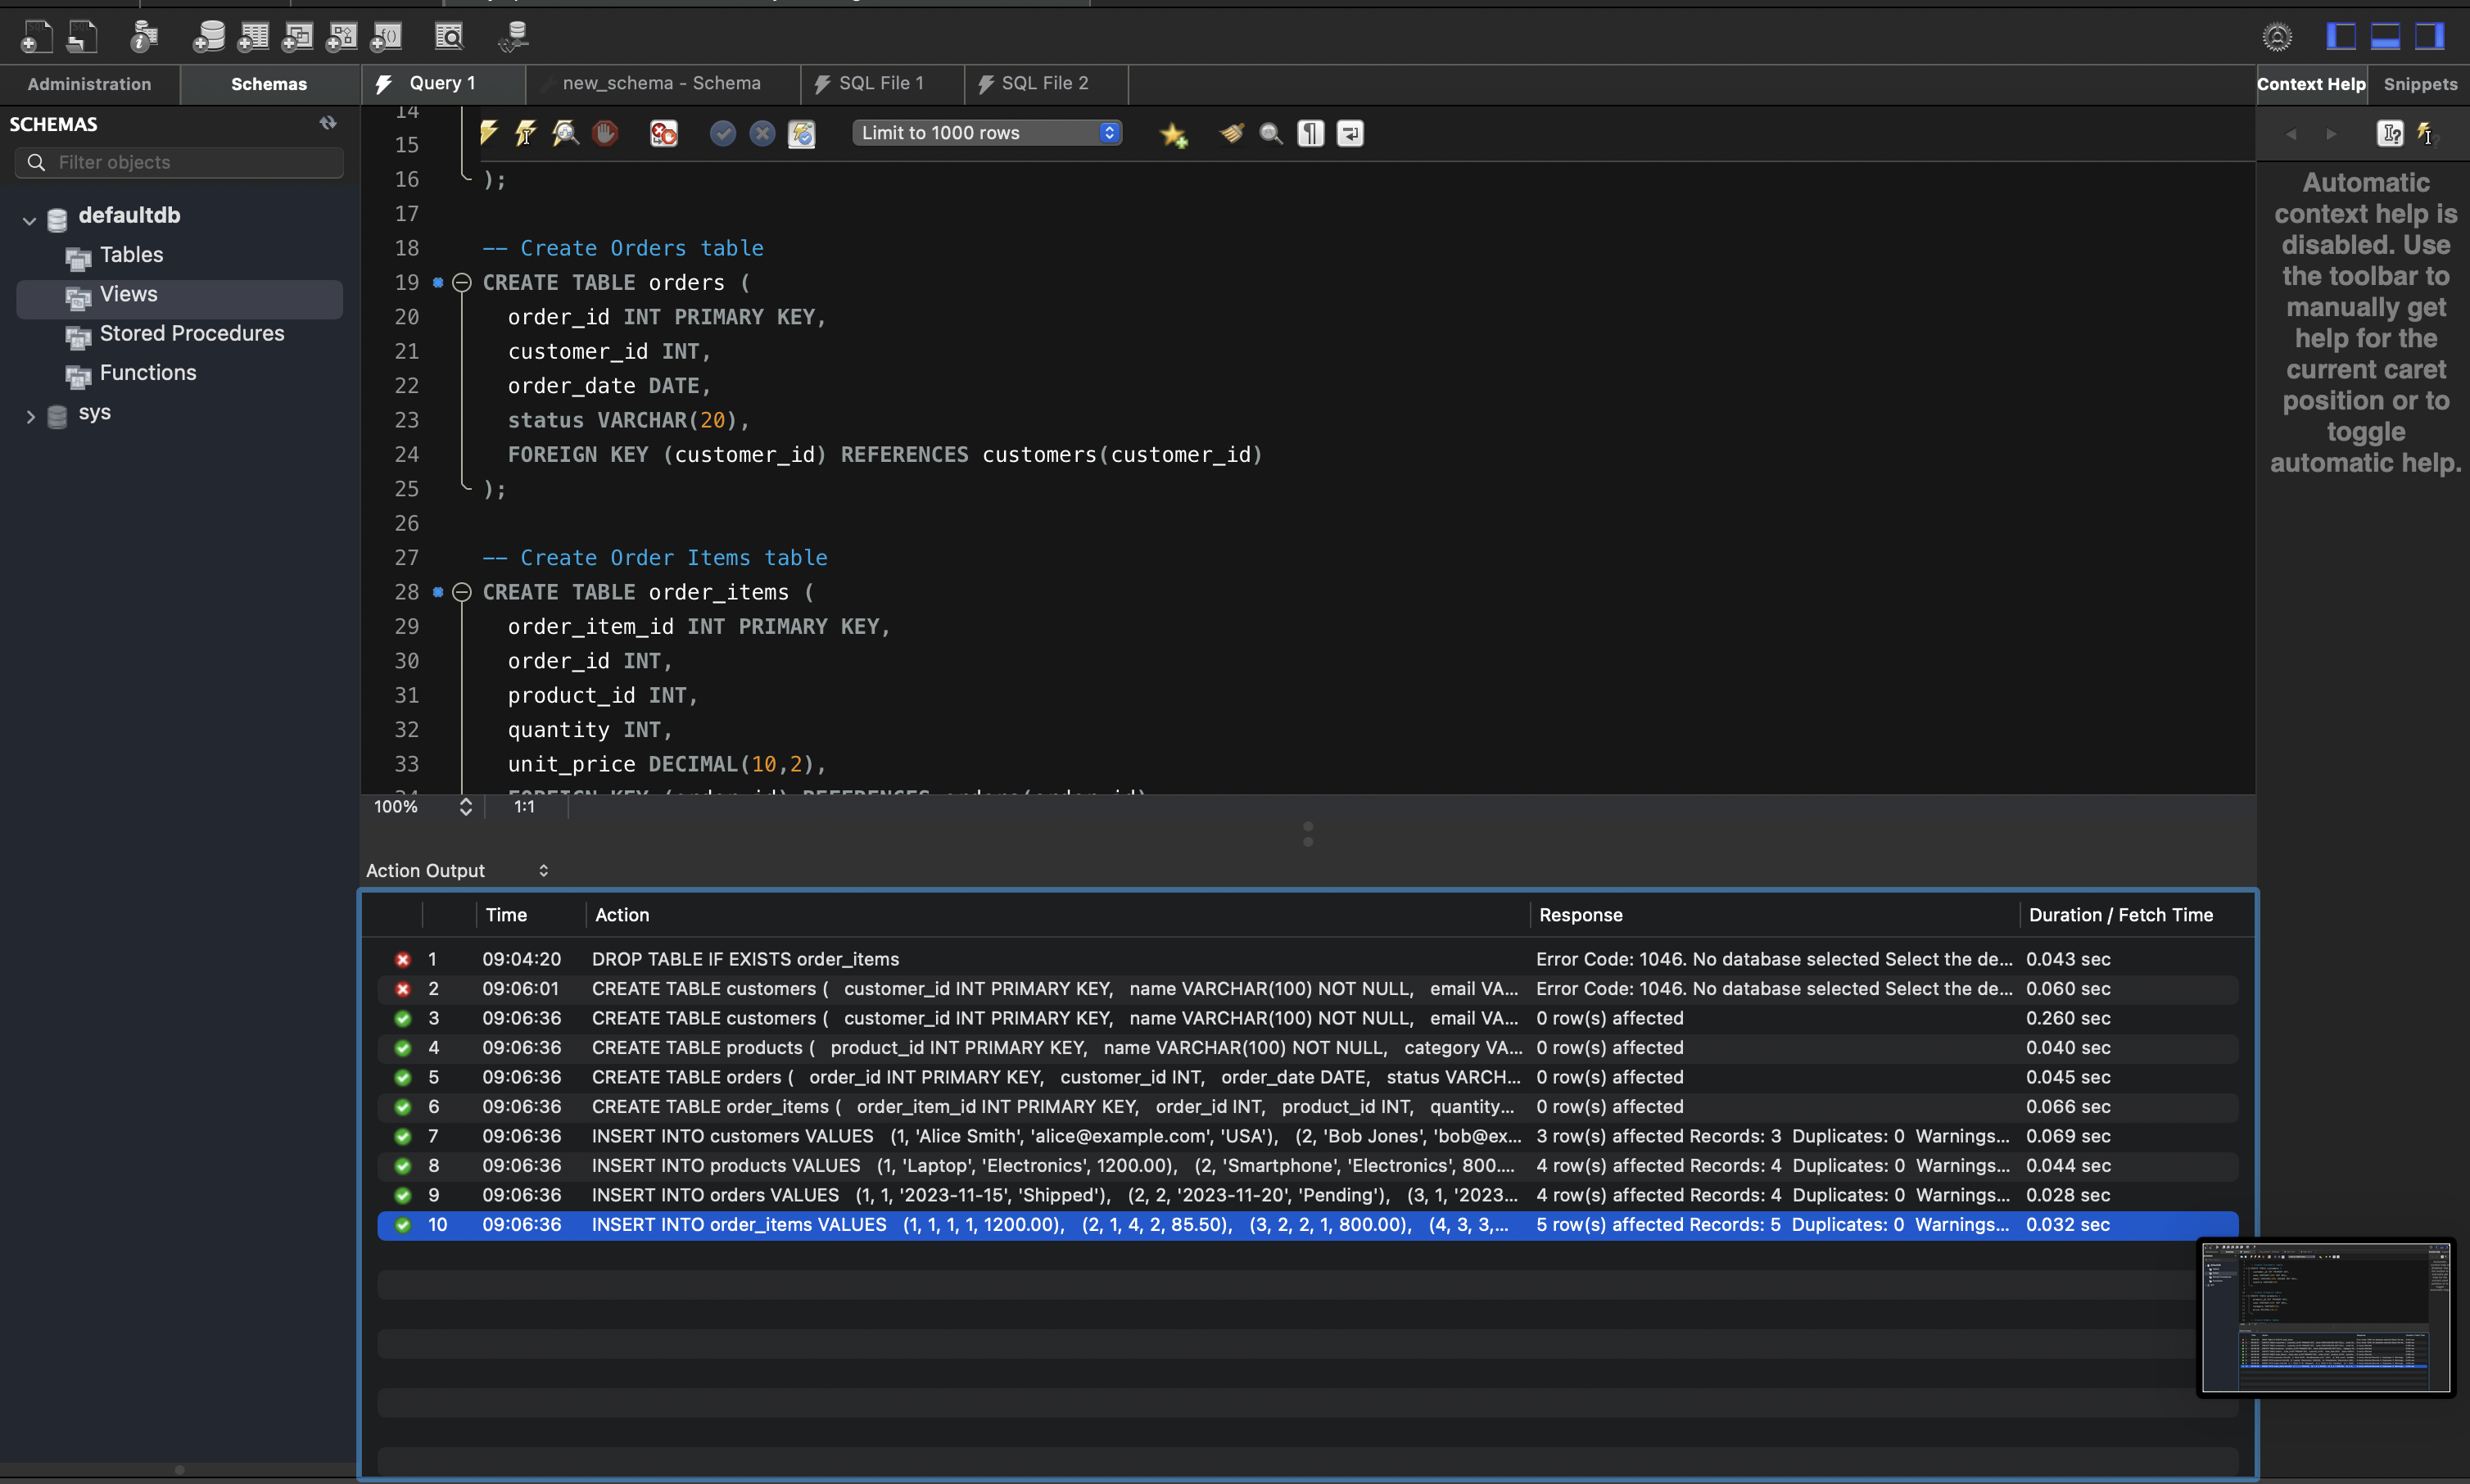 Administration
Schemas
Query 1
new_schema - Schema
SQL File 1
SQL File 2
Context Help
Snippets
SCHEMAS
Filter objects
defaultdb
Tables
Views
Stored Procedures
Functions
sys
Limit to 1000 rows
14
15
16 );
17
18 -- Create Orders table
19 CREATE TABLE orders (
20 order_id INT PRIMARY KEY,
21 customer_id INT,
22 order_date DATE,
23 status VARCHAR(20),
24 FOREIGN KEY (customer_id) REFERENCES customers(customer_id)
25 );
26
27 -- Create Order Items table
28 CREATE TABLE order_items (
29 order_item_id INT PRIMARY KEY,
30 order_id INT,
31 product_id INT,
32 quantity INT,
33 unit_price DECIMAL(10,2),
34 FOREIGN KEY (order_id) REFERENCES orders(order_id)
100%
1:1
Automatic
context help is
disabled. Use
the toolbar to
manually get
help for the
current caret
position or to
toggle
automatic help.
Action Output
Time Action Response Duration / Fetch Time
1 09:04:20 DROP TABLE IF EXISTS order_items Error Code: 1046. No database selected Select the de... 0.043 sec
2 09:06:01 CREATE TABLE customers ( customer_id INT PRIMARY KEY, name VARCHAR(100) NOT NULL, email VA... Error Code: 1046. No database selected Select the de... 0.060 sec
3 09:06:36 CREATE TABLE customers ( customer_id INT PRIMARY KEY, name VARCHAR(100) NOT NULL, email VA... 0 row(s) affected 0.260 sec
4 09:06:36 CREATE TABLE products ( product_id INT PRIMARY KEY, name VARCHAR(100) NOT NULL, category VA... 0 row(s) affected 0.040 sec
5 09:06:36 CREATE TABLE orders ( order_id INT PRIMARY KEY, customer_id INT, order_date DATE, status VARCH... 0 row(s) affected 0.045 sec
6 09:06:36 CREATE TABLE order_items ( order_item_id INT PRIMARY KEY, order_id INT, product_id INT, quantity... 0 row(s) affected 0.066 sec
7 09:06:36 INSERT INTO customers VALUES (1, 'Alice Smith', 'alice@example.com', 'USA'), (2, 'Bob Jones', 'bob@ex... 3 row(s) affected Records: 3 Duplicates: 0 Warnings... 0.069 sec
8 09:06:36 INSERT INTO products VALUES (1, 'Laptop', 'Electronics', 1200.00), (2, 'Smartphone', 'Electronics', 800.... 4 row(s) affected Records: 4 Duplicates: 0 Warnings... 0.044 sec
9 09:06:36 INSERT INTO orders VALUES (1, 1, '2023-11-15', 'Shipped'), (2, 2, '2023-11-20', 'Pending'), (3, 1, '2023... 4 row(s) affected Records: 4 Duplicates: 0 Warnings... 0.028 sec
10 09:06:36 INSERT INTO order_items VALUES (1, 1, 1, 1, 1200.00), (2, 1, 4, 2, 85.50), (3, 2, 2, 1, 800.00), (4, 3, 3,... 5 row(s) affected Records: 5 Duplicates: 0 Warnings... 0.032 sec